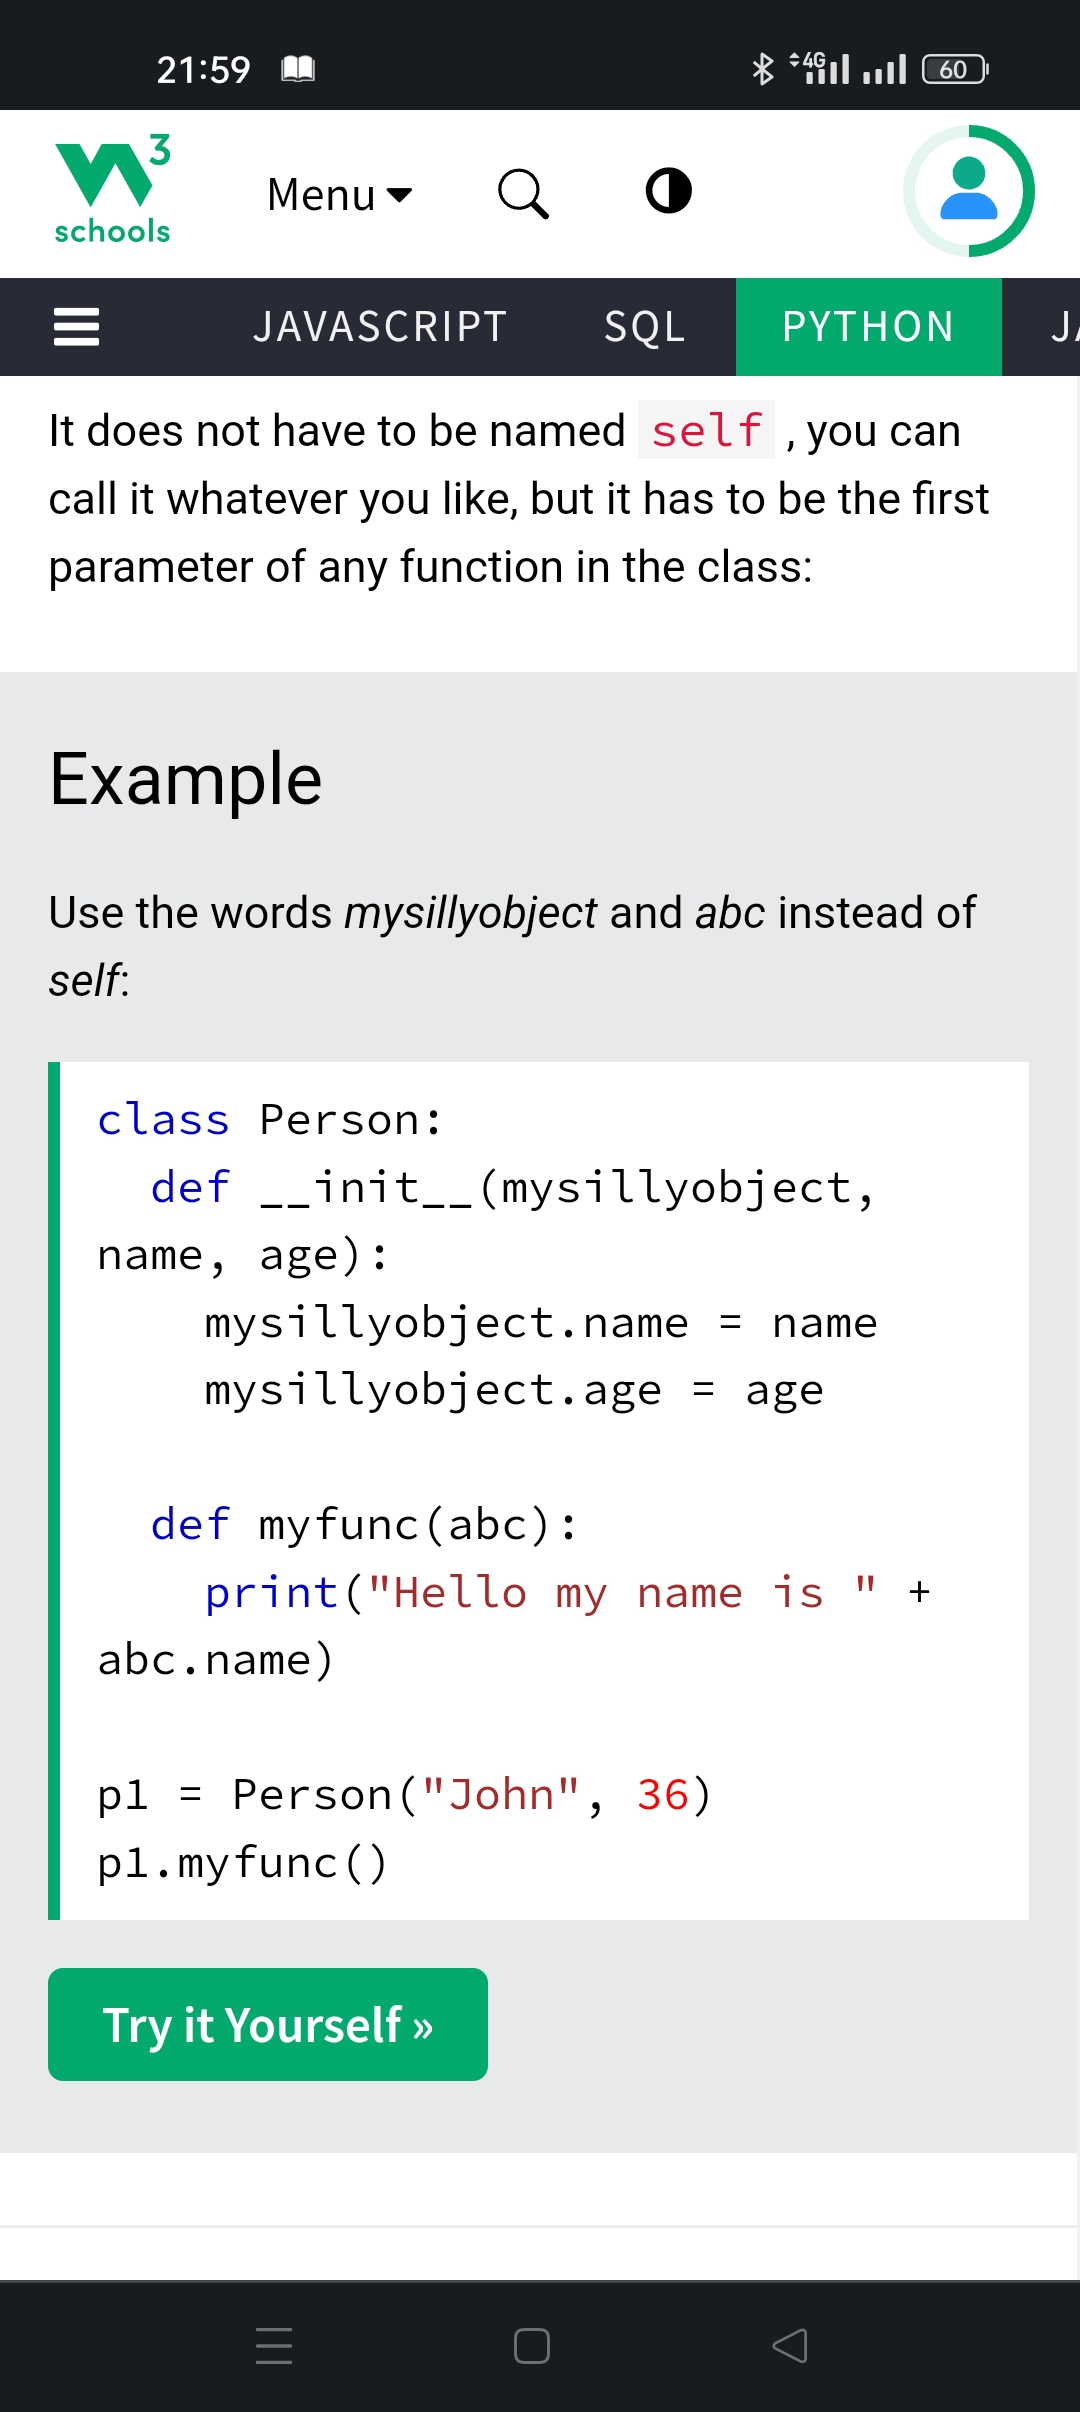 21:59
4G
60
W3
schools
Menu
JAVASCRIPT SQL PYTHON JA
It does not have to be named self , you can
call it whatever you like, but it has to be the first
parameter of any function in the class:
Example
Use the words mysillyobject and abc instead of
self:
class Person:
  def __init__(mysillyobject,
name, age):
    mysillyobject.name = name
    mysillyobject.age = age
  def myfunc(abc):
    print("Hello my name is " +
abc.name)
p1 = Person("John", 36)
p1.myfunc()
Try it Yourself »